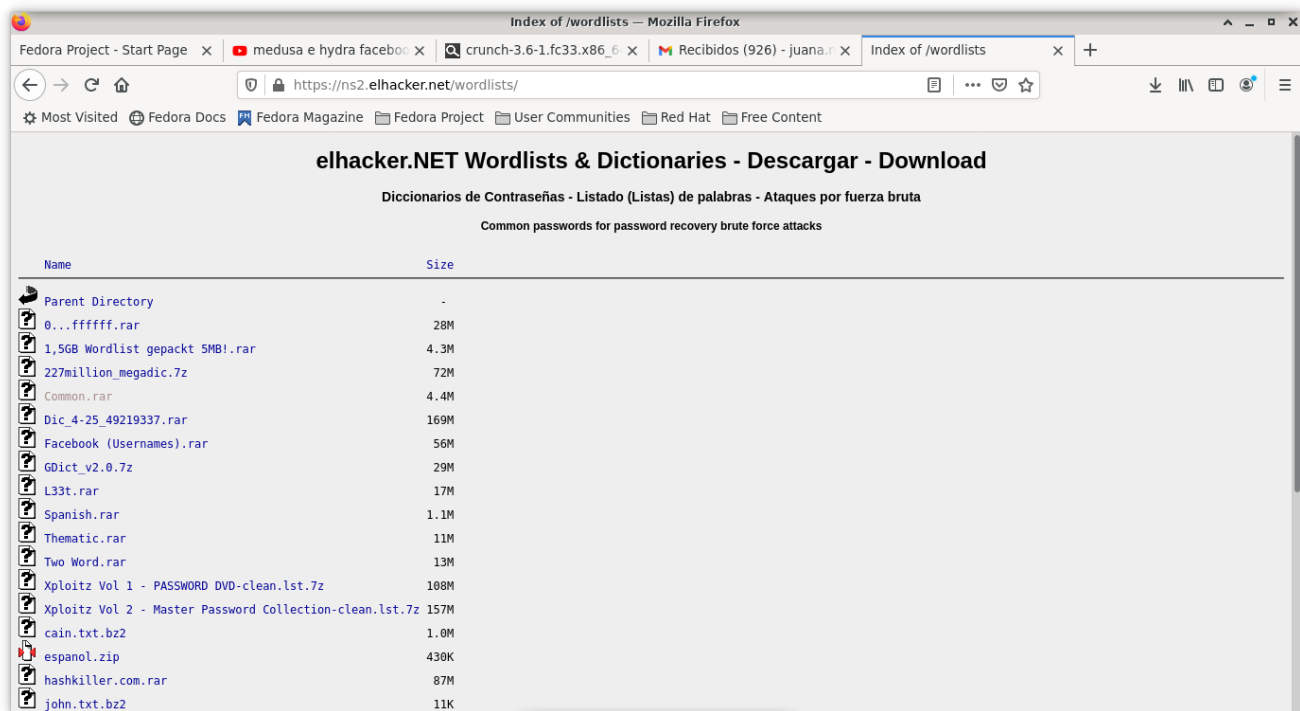 Index of /wordlists — Mozilla Firefox
Fedora Project - Start Page
medusa e hydra faceboo
crunch-3.6-1.fc33.x86_6
Recibidos (926) - juana.
Index of /wordlists
https://ns2.elhacker.net/wordlists/
Most Visited Fedora Docs Fedora Magazine Fedora Project User Communities Red Hat Free Content
elhacker.NET Wordlists & Dictionaries - Descargar - Download
Diccionarios de Contraseñas - Listado (Listas) de palabras - Ataques por fuerza bruta
Common passwords for password recovery brute force attacks
Name Size
Parent Directory -
0...ffffff.rar 28M
1,5GB Wordlist gepackt 5MB!.rar 4.3M
227million_megadic.7z 72M
Common.rar 4.4M
Dic_4-25_49219337.rar 169M
Facebook (Usernames).rar 56M
GDict_v2.0.7z 29M
L33t.rar 17M
Spanish.rar 1.1M
Thematic.rar 11M
Two Word.rar 13M
Xploitz Vol 1 - PASSWORD DVD-clean.lst.7z 108M
Xploitz Vol 2 - Master Password Collection-clean.lst.7z 157M
cain.txt.bz2 1.0M
espanol.zip 430K
hashkiller.com.rar 87M
john.txt.bz2 11K